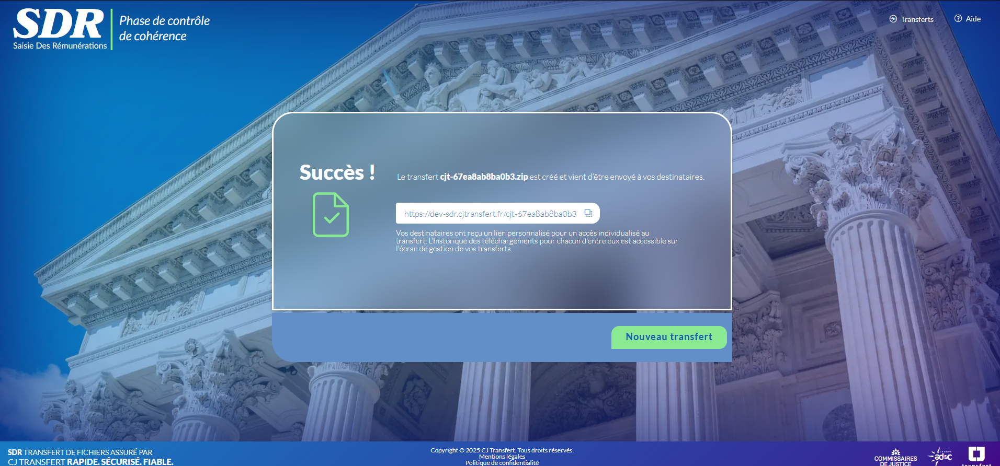 SDR
Saisie Des Rémunérations
Phase de contrôle
de cohérence
Transferts
Aide
Succès !
Le transfert cjt-67ea8ab8ba0b3.zip est créé et vient d'être envoyé à vos destinataires.
https://dev-sdr.cjtransfert.fr/cjt-67ea8ab8ba0b3
Vos destinataires ont reçu un lien personnalisé pour un accès individualisé au
transfert. L'historique des téléchargements pour chacun d'entre eux est accessible sur
l'écran de gestion de vos transferts.
Nouveau transfert
SDR TRANSFERT DE FICHIERS ASSURÉ PAR
CJ TRANSFERT RAPIDE. SÉCURISÉ. FIABLE.
Copyright © 2025 CJ Transfert. Tous droits réservés.
Mentions légales
Politique de confidentialité
COMMISSAIRES
DE JUSTICE
GROUPE
adec
transfert